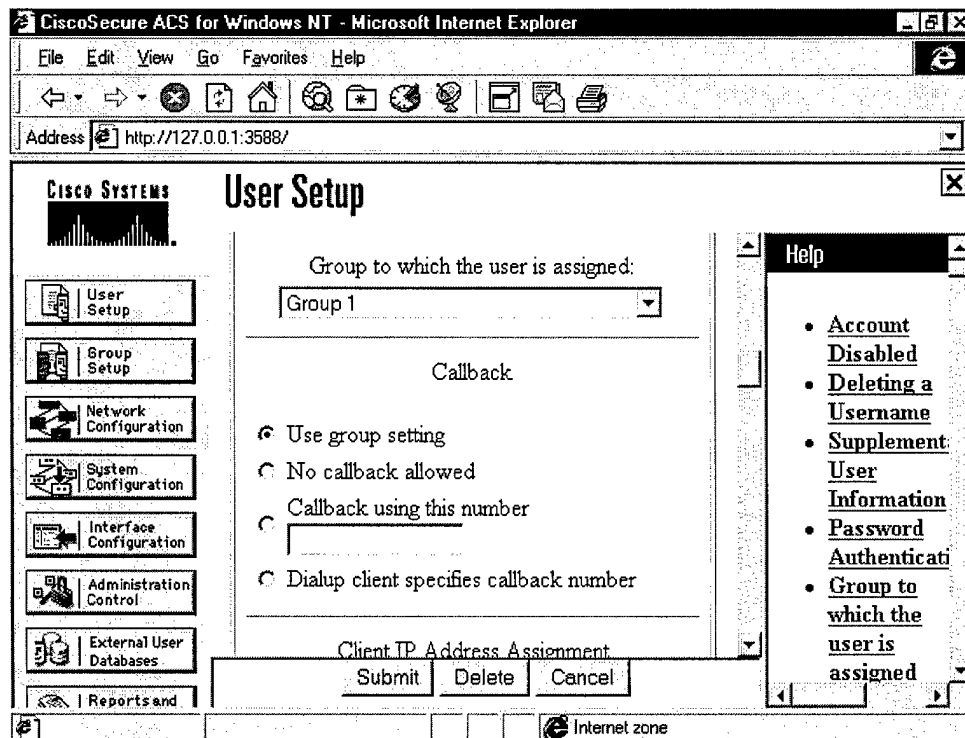 CiscoSecure ACS for Windows NT - Microsoft Internet Explorer
File Edit View Go Favorites Help
Address http://127.0.0.1:3588/
CISCO SYSTEMS
User Setup
User
Setup
Group
Setup
Network
Configuration
System
Configuration
Interface
Configuration
Administration
Control
External User
Databases
Reports and
Group to which the user is assigned:
Group 1
Callback
Use group setting
No callback allowed
Callback using this number
Dialup client specifies callback number
Client IP Address Assignment
Submit Delete Cancel
Help
Account
Disabled
Deleting a
Username
Supplement
User
Information
Password
Authenticati
Group to
which the
user is
assigned
Internet zone